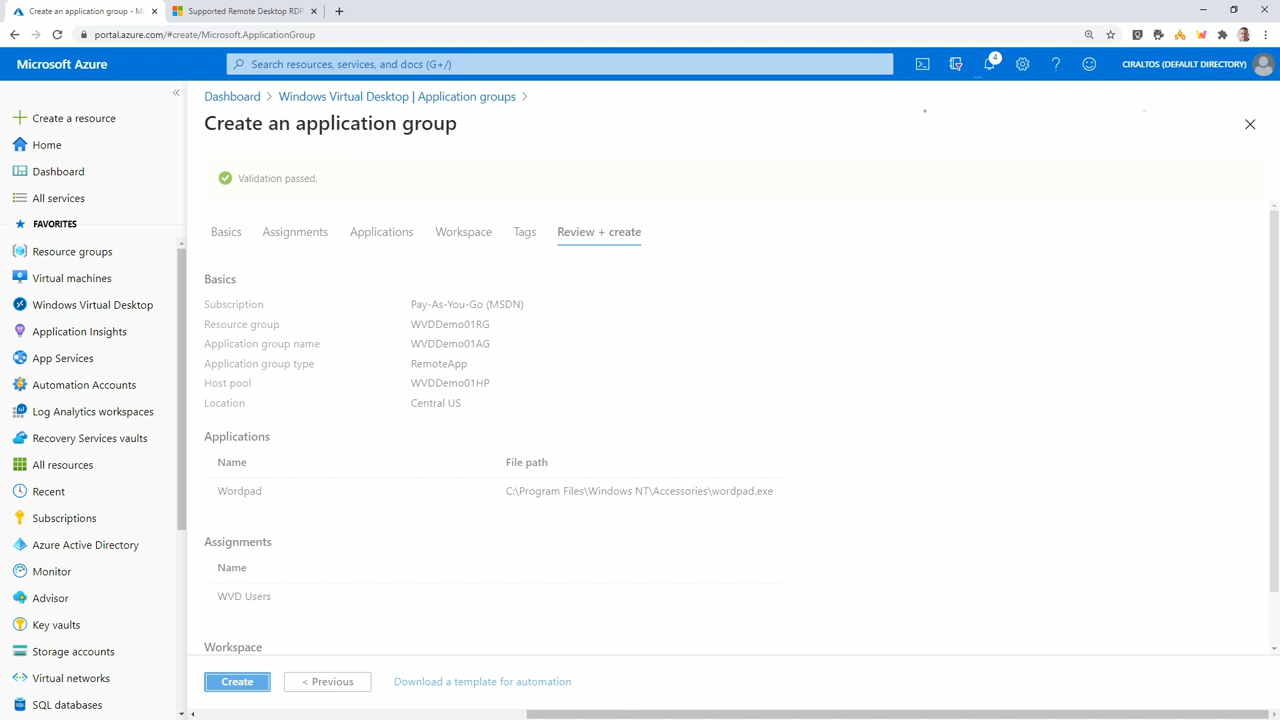 Create an application group - Mi
Supported Remote Desktop RDP
portal.azure.com/#create/Microsoft.ApplicationGroup
Microsoft Azure
Search resources, services, and docs (G+/)
4
CIRALTOS (DEFAULT DIRECTORY)
Dashboard > Windows Virtual Desktop | Application groups >
Create an application group
Validation passed.
Basics
Assignments
Applications
Workspace
Tags
Review + create
Create a resource
Home
Dashboard
All services
FAVORITES
Resource groups
Virtual machines
Windows Virtual Desktop
Application Insights
App Services
Automation Accounts
Log Analytics workspaces
Recovery Services vaults
All resources
Recent
Subscriptions
Azure Active Directory
Monitor
Advisor
Key vaults
Storage accounts
Virtual networks
SQL databases
Basics
Subscription Pay-As-You-Go (MSDN)
Resource group WVDDemo01RG
Application group name WVDDemo01AG
Application group type RemoteApp
Host pool WVDDemo01HP
Location Central US
Applications
Name File path
Wordpad C:\Program Files\Windows NT\Accessories\wordpad.exe
Assignments
Name
WVD Users
Workspace
Create
< Previous
Download a template for automation